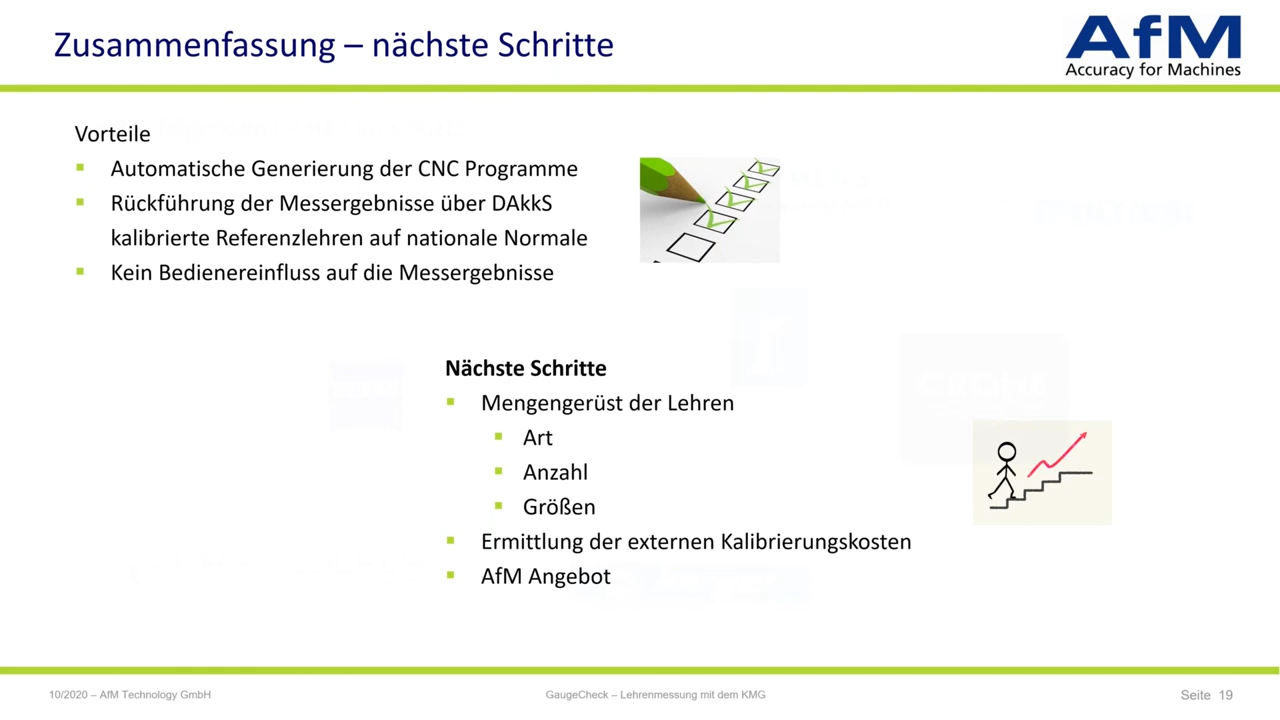 Zusammenfassung – nächste Schritte
AfM
Accuracy for Machines
Vorteile
Automatische Generierung der CNC Programme
Rückführung der Messergebnisse über DAkkS
kalibrierte Referenzlehren auf nationale Normale
Kein Bedienereinfluss auf die Messergebnisse
Nächste Schritte
Mengengerüst der Lehren
Art
Anzahl
Größen
Ermittlung der externen Kalibrierungskosten
AfM Angebot
10/2020 – AfM Technology GmbH
GaugeCheck – Lehrenmessung mit dem KMG
Seite 19